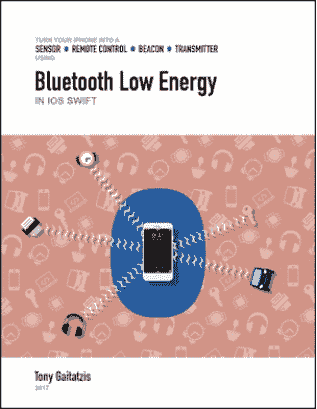 TURN YOUR IPHONE INTO A
SENSOR ● REMOTE CONTROL ● BEACON ● TRANSMITTER
USING
Bluetooth Low Energy
IN IOS SWIFT
Tony Gaitatzis
2017